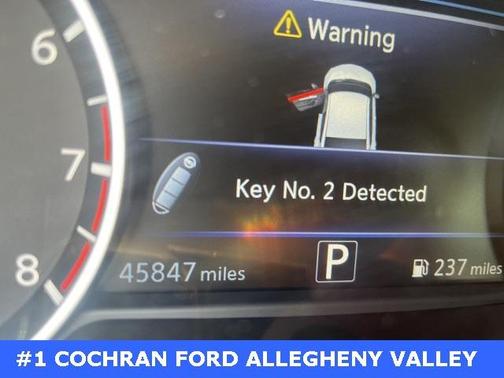 Warning
6
7
Key No. 2 Detected
8
45847 miles
P
237 miles
#1 COCHRAN FORD ALLEGHENY VALLEY